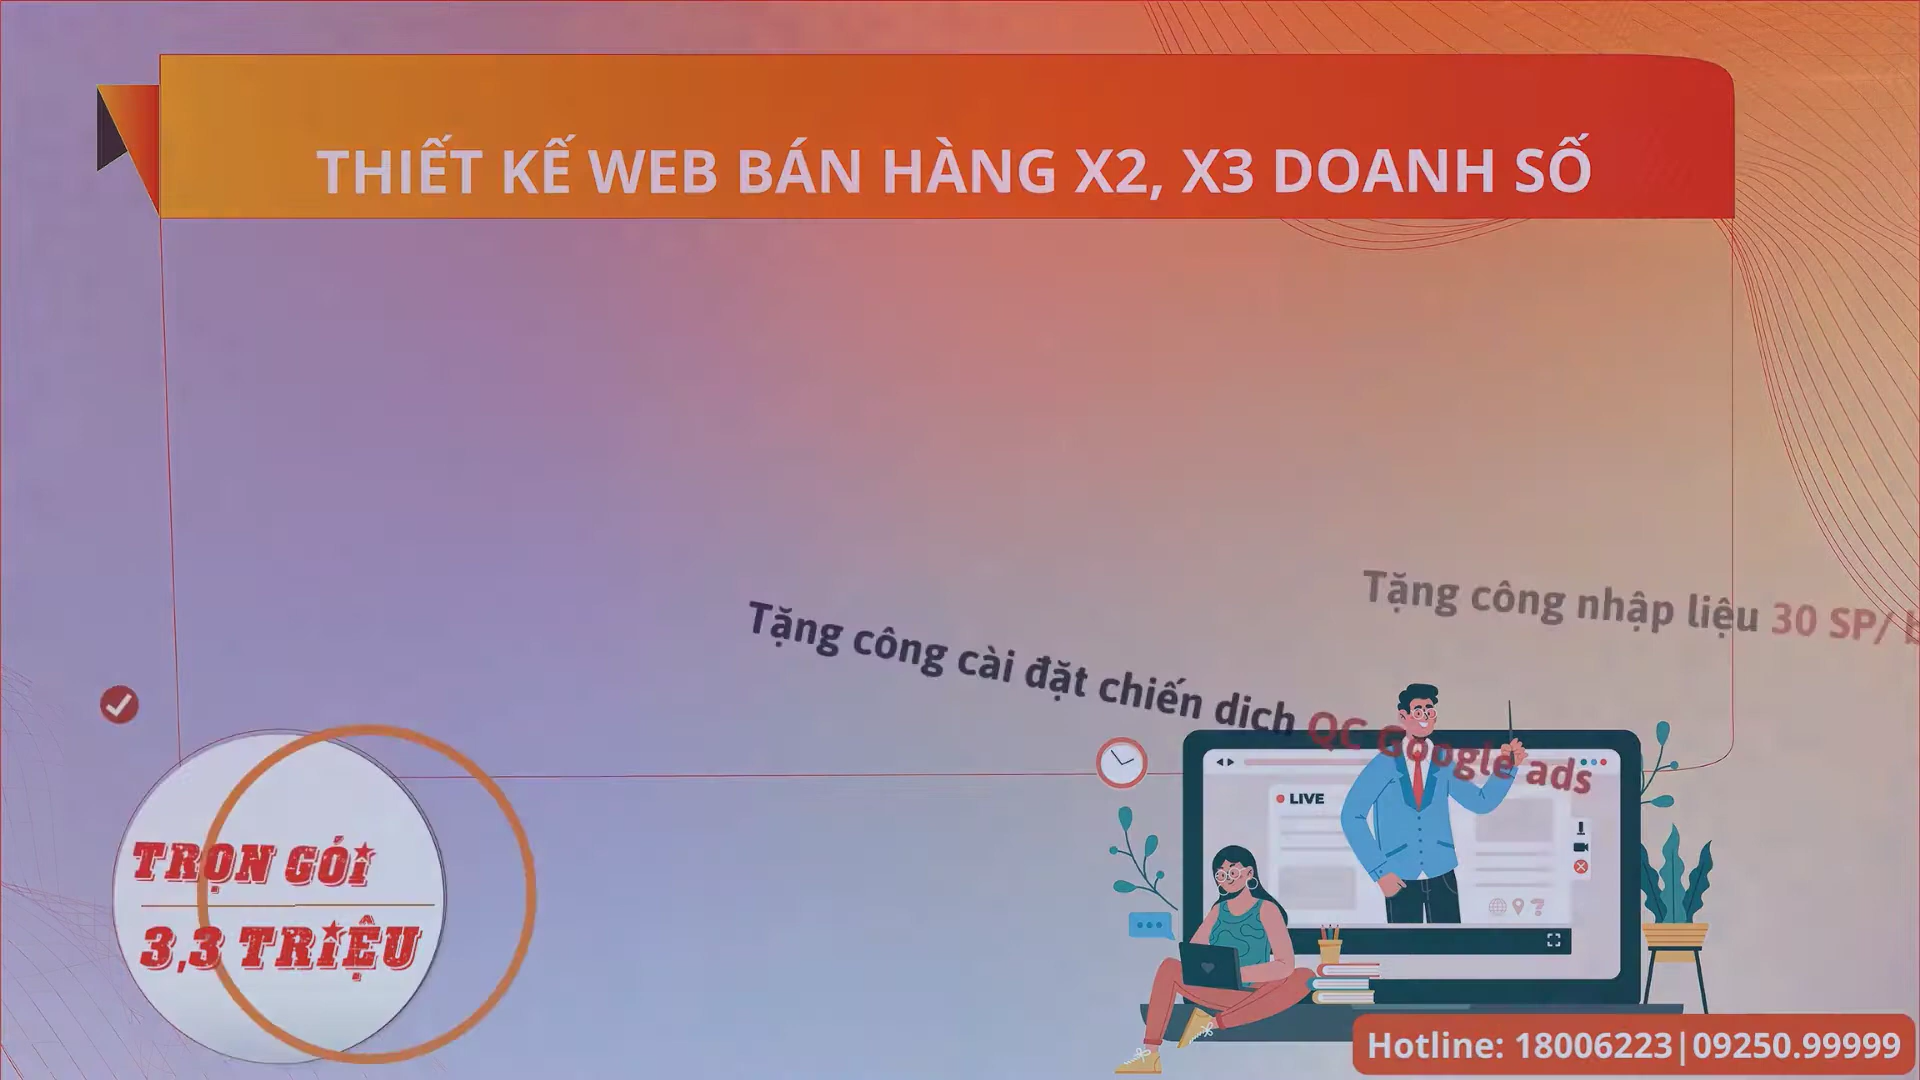 THIẾT KẾ WEB BÁN HÀNG X2, X3 DOANH SỐ
Tặng công nhập liệu 30 SP/
Tặng công cài đặt chiến dịch QC Google ads
LIVE
TRỌN GÓI
3,3 TRIỆU
Hotline: 18006223|09250.99999